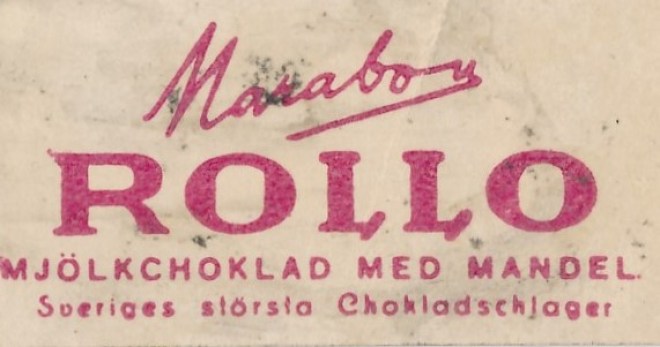 Marabou
ROLLO
MJÖLKCHOKLAD MED MANDEL.
Sveriges största Chokladschlager